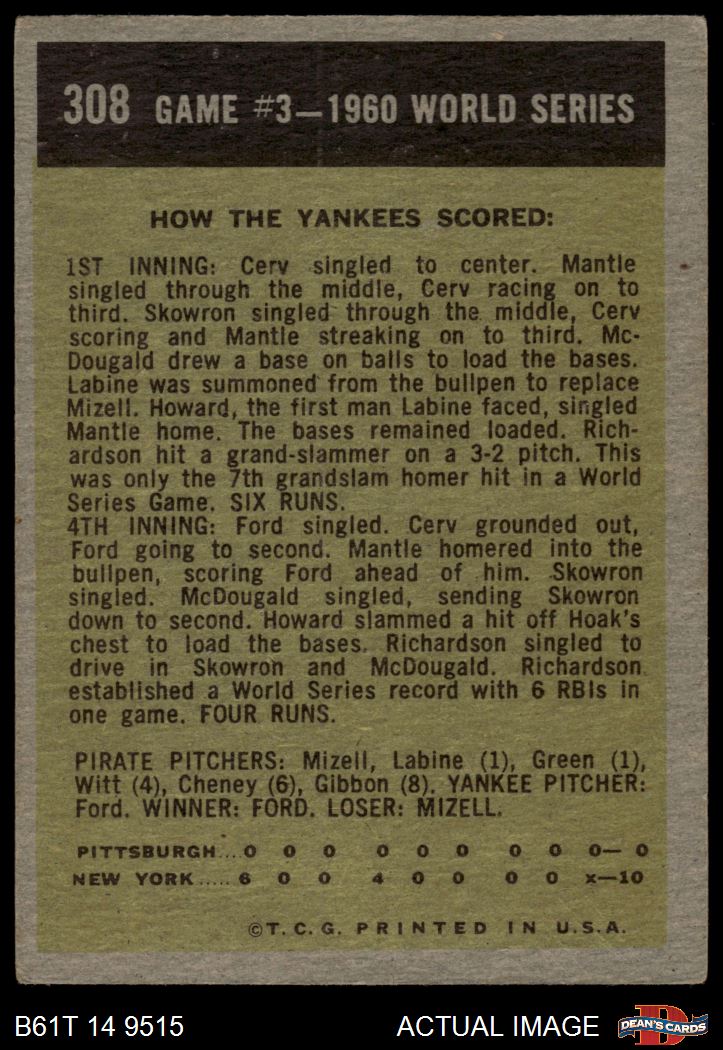 308 GAME #3—1960 WORLD SERIES
HOW THE YANKEES SCORED:
1ST INNING: Cerv singled to center. Mantle
singled through the middle, Cerv racing on to
third. Skowron singled through the middle, Cerv
scoring and Mantle streaking on to third. Mc-
Dougald drew a base on balls to load the bases.
Labine was summoned from the bullpen to replace
Mizell. Howard, the first man Labine faced, singled
Mantle home. The bases remained loaded. Rich-
ardson hit a grand-slammer on a 3-2 pitch. This
was only the 7th grandslam homer hit in a World
Series Game. SIX RUNS.
4TH INNING: Ford singled. Cerv grounded out,
Ford going to second. Mantle homered into the
bullpen, scoring Ford ahead of him. Skowron
singled. McDougald singled, sending Skowron
down to second. Howard slammed a hit off Hoak's
chest to load the bases. Richardson singled to
drive in Skowron and McDougald. Richardson
established a World Series record with 6 RBIs in
one game. FOUR RUNS.
PIRATE PITCHERS: Mizell, Labine (1), Green (1),
Witt (4), Cheney (6), Gibbon (8). YANKEE PITCHER:
Ford. WINNER: FORD. LOSER: MIZELL.
PITTSBURGH...0 0 0 0 0 0 0 0 0— 0
NEW YORK.....6 0 0 4 0 0 0 0 x—10
©T.C.G. PRINTED IN U.S.A.
B61T 14 9515 ACTUAL IMAGE DEAN'S CARDS